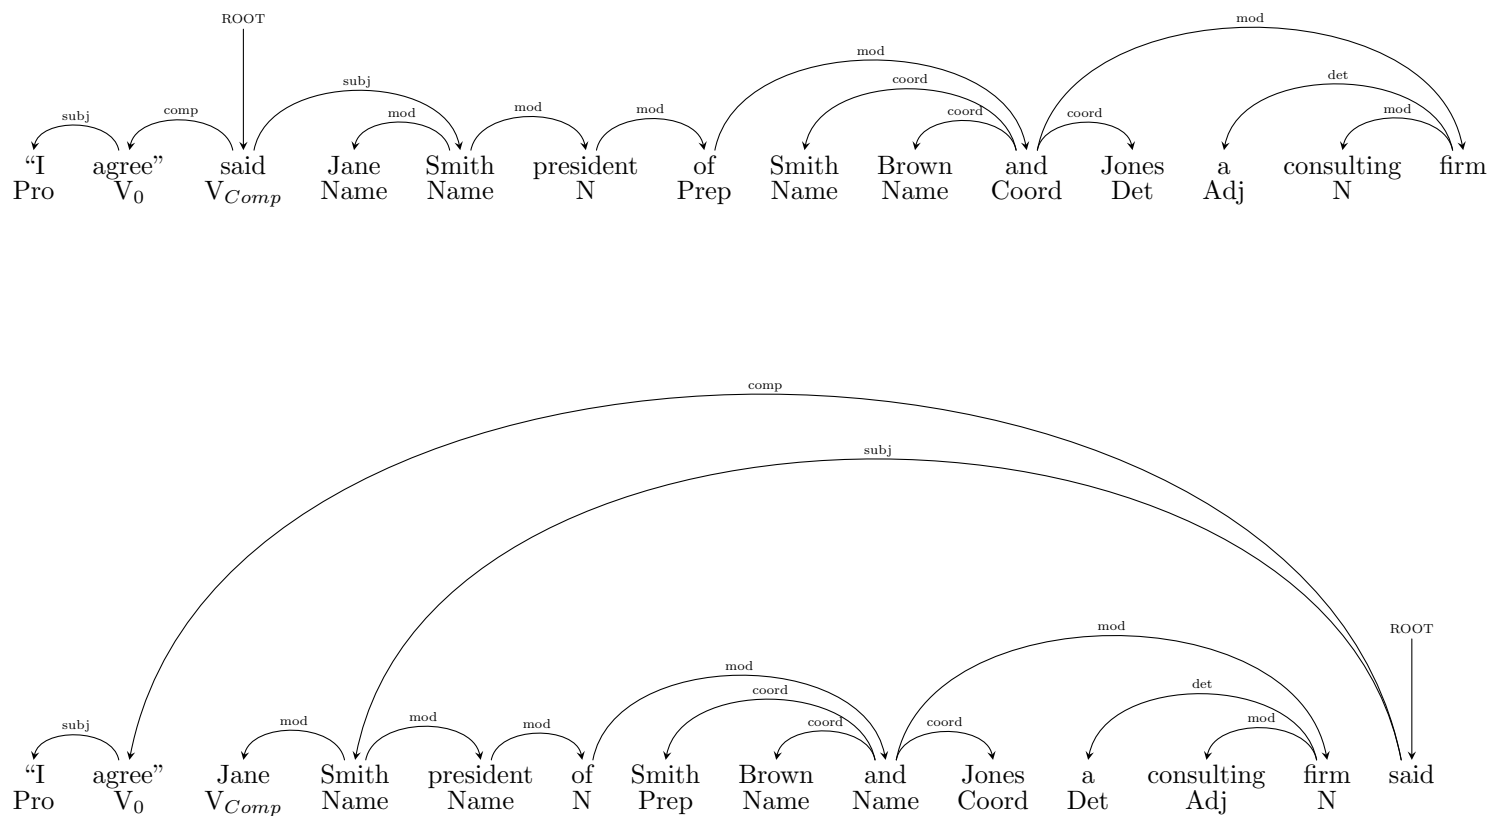 ROOT
mod
mod
subj
coord
det
subj
comp
mod
mod
mod
coord
coord
mod
“I agree” said Jane Smith president of Smith Brown and Jones a consulting firm
Pro V0 VComp Name Name N Prep Name Name Coord Det Adj N
comp
subj
mod
ROOT
mod
coord
det
subj
mod
mod
mod
coord
coord
mod
“I agree” Jane Smith president of Smith Brown and Jones a consulting firm said
Pro V0 VComp Name Name N Prep Name Name Coord Det Adj N